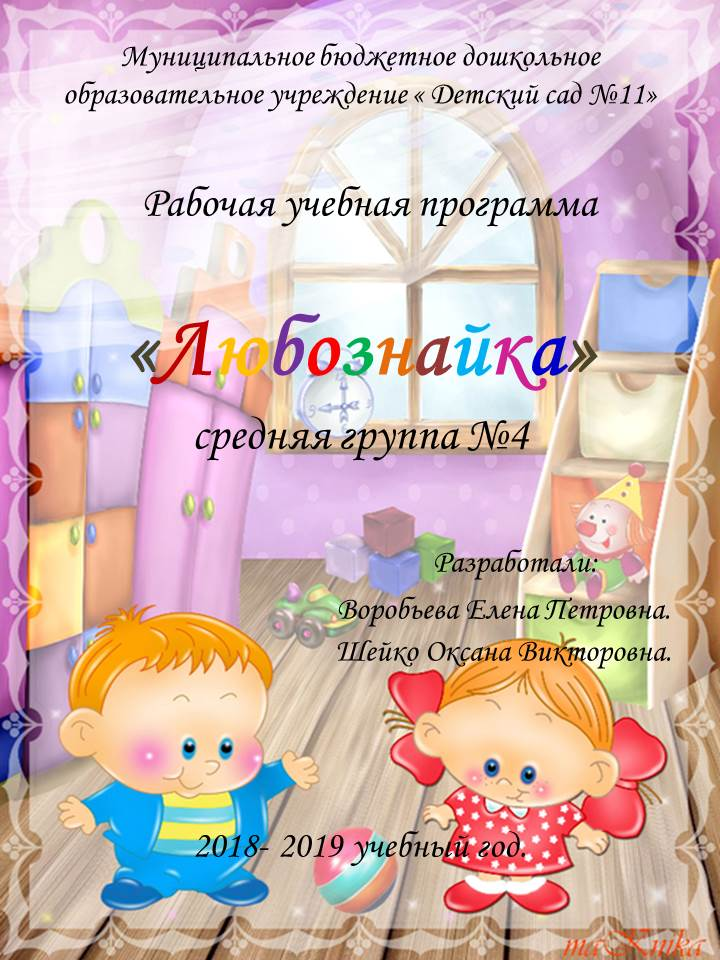 Муниципальное бюджетное дошкольное
образовательное учреждение « Детский сад №11»
Рабочая учебная программа
«Любознайка»
средняя группа №4
Разработали:
Воробьева Елена Петровна.
Шейко Оксана Викторовна.
2018- 2019 учебный год.